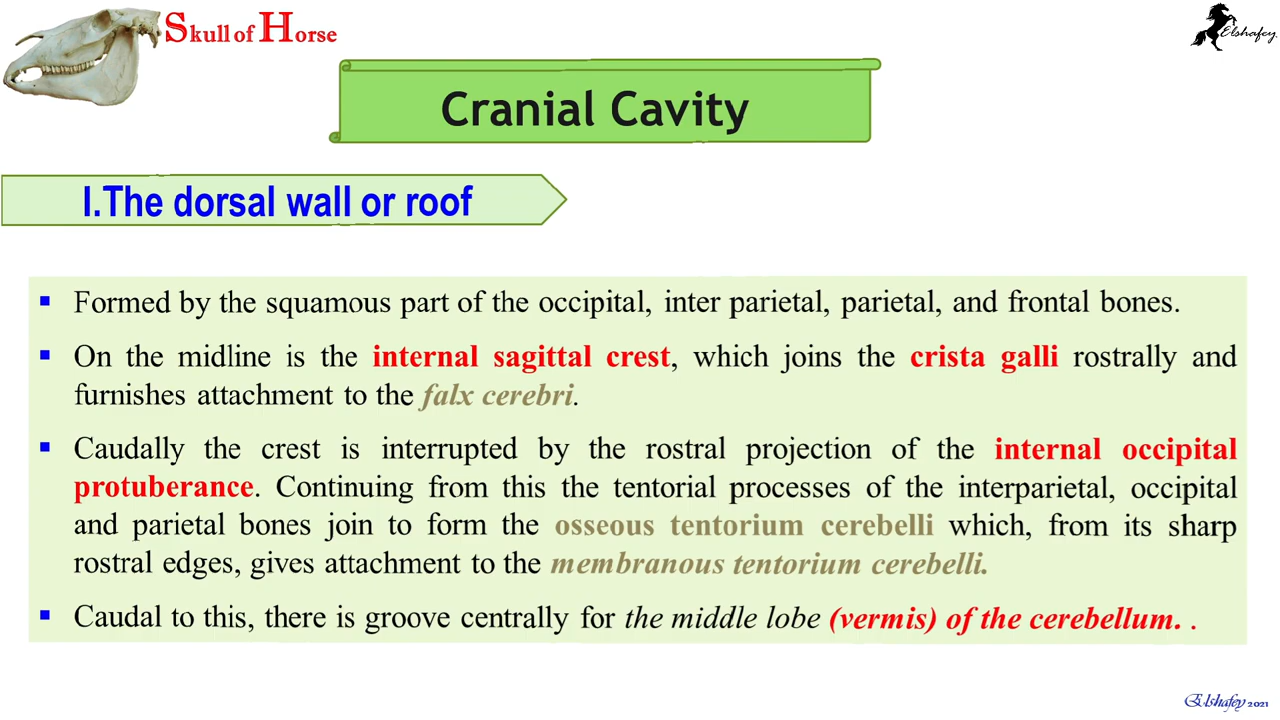 Skull of Horse
Elshafey.
Cranial Cavity
I.The dorsal wall or roof
▪ Formed by the squamous part of the occipital, inter parietal, parietal, and frontal bones.
▪ On the midline is the internal sagittal crest, which joins the crista galli rostrally and
furnishes attachment to the falx cerebri.
▪ Caudally the crest is interrupted by the rostral projection of the internal occipital
protuberance. Continuing from this the tentorial processes of the interparietal, occipital
and parietal bones join to form the osseous tentorium cerebelli which, from its sharp
rostral edges, gives attachment to the membranous tentorium cerebelli.
▪ Caudal to this, there is groove centrally for the middle lobe (vermis) of the cerebellum. .
Elshafey 2021